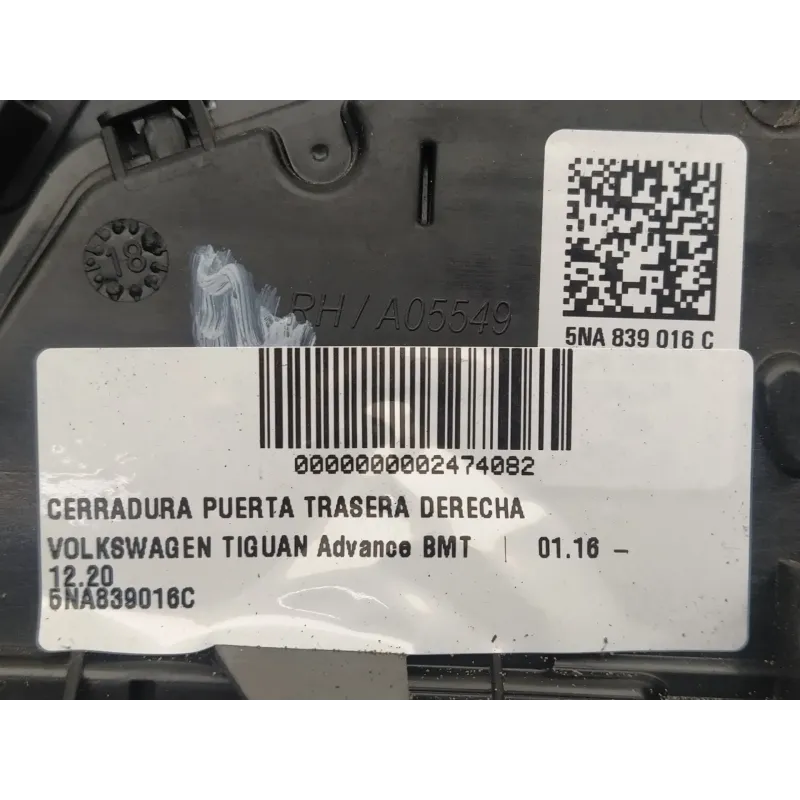 18
RH/A05549
5NA 839 016 C
0000000002474082
CERRADURA PUERTA TRASERA DERECHA
VOLKSWAGEN TIGUAN Advance BMT | 01.16 -
12.20
5NA839016C